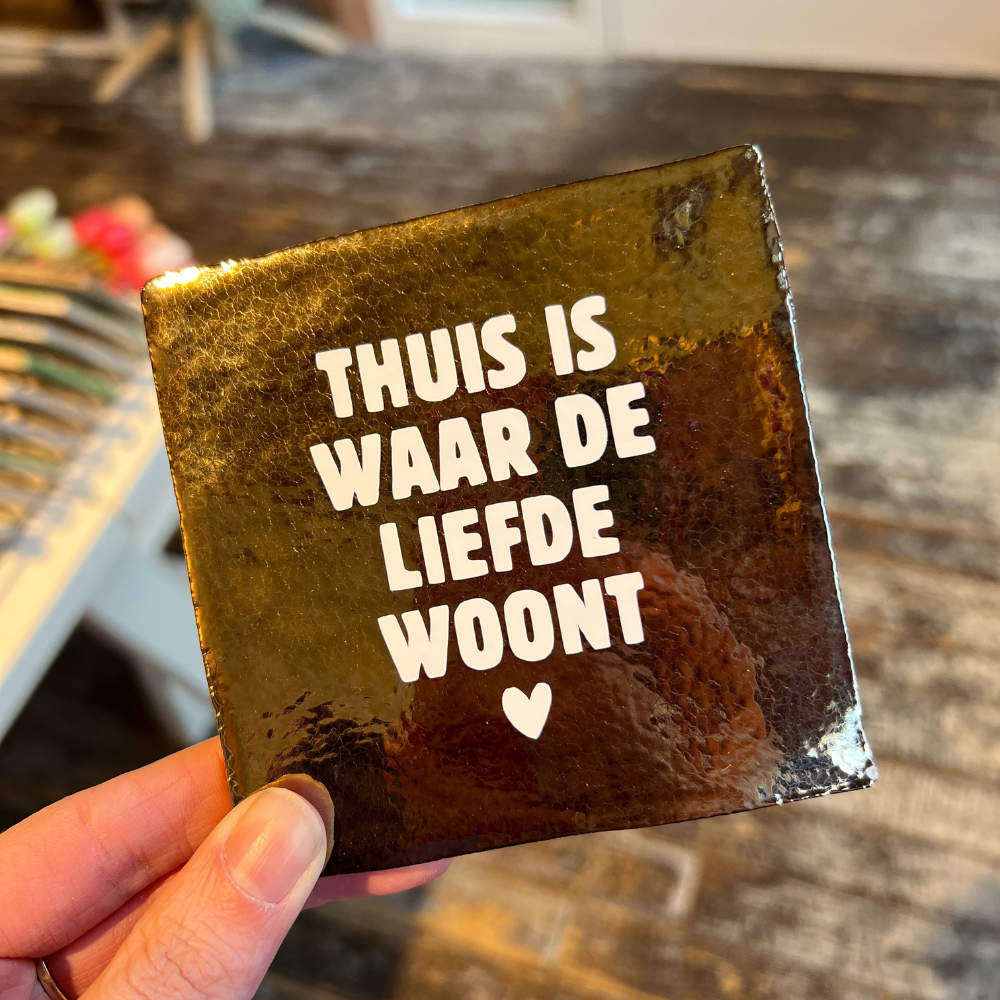 THUIS IS
WAAR DE
LIEFDE
WOONT